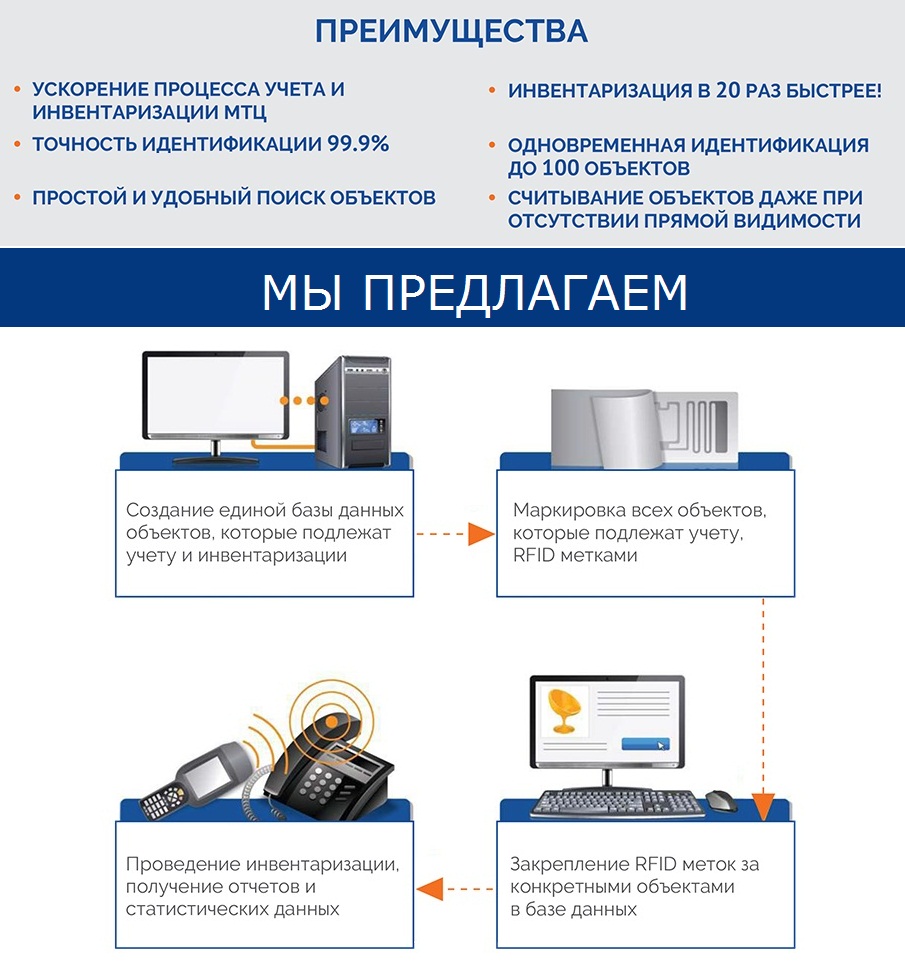 ПРЕИМУЩЕСТВА
УСКОРЕНИЕ ПРОЦЕССА УЧЕТА И
ИНВЕНТАРИЗАЦИИ МТЦ
ТОЧНОСТЬ ИДЕНТИФИКАЦИИ 99.9%
ПРОСТОЙ И УДОБНЫЙ ПОИСК ОБЪЕКТОВ
ИНВЕНТАРИЗАЦИЯ В 20 РАЗ БЫСТРЕЕ!
ОДНОВРЕМЕННАЯ ИДЕНТИФИКАЦИЯ
ДО 100 ОБЪЕКТОВ
СЧИТЫВАНИЕ ОБЪЕКТОВ ДАЖЕ ПРИ
ОТСУТСТВИИ ПРЯМОЙ ВИДИМОСТИ
МЫ ПРЕДЛАГАЕМ
Создание единой базы данных
объектов, которые подлежат
учету и инвентаризации
Маркировка всех объектов,
которые подлежат учету,
RFID метками
Проведение инвентаризации,
получение отчетов и
статистических данных
Закрепление RFID меток за
конкретными объектами
в базе данных